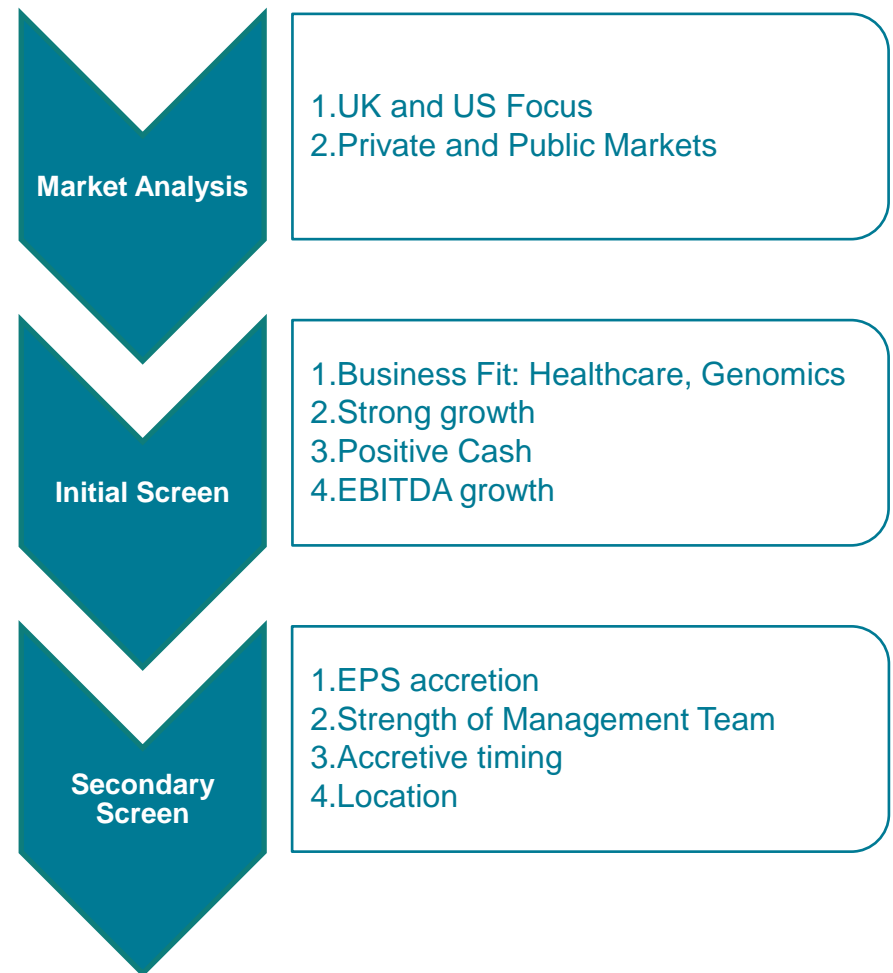 Market Analysis
1.UK and US Focus
2.Private and Public Markets
Initial Screen
1.Business Fit: Healthcare, Genomics
2.Strong growth
3.Positive Cash
4.EBITDA growth
Secondary
Screen
1.EPS accretion
2.Strength of Management Team
3.Accretive timing
4.Location